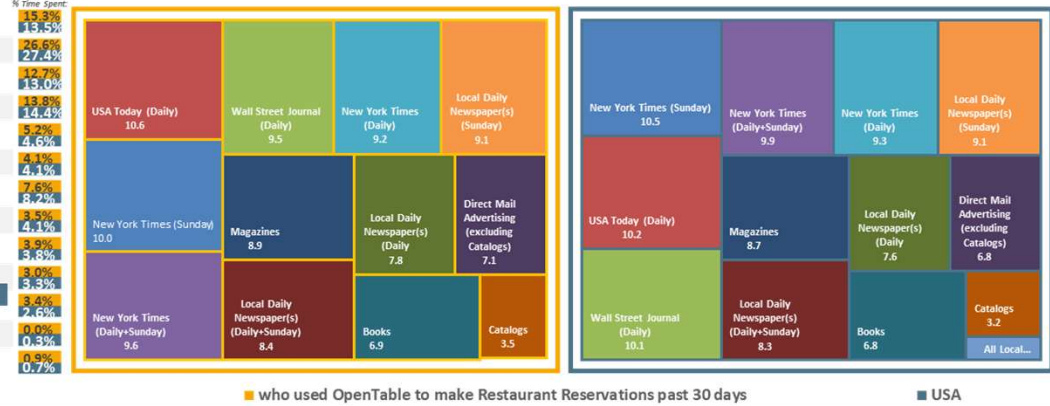 % Time Spent:
15.3%
13.5%
26.6%
27.4%
12.7%
13.0%
13.8%
14.4%
5.2%
4.6%
4.1%
4.1%
7.6%
8.2%
3.5%
4.1%
3.9%
3.8%
3.0%
3.3%
3.4%
2.6%
0.0%
0.3%
0.9%
0.7%
USA Today (Daily)
10.6
Wall Street Journal
(Daily)
9.5
New York Times
(Daily)
9.2
Local Daily
Newspaper(s)
(Sunday)
9.1
New York Times (Sunday)
10.0
Magazines
8.9
Local Daily
Newspaper(s)
(Daily
7.8
Direct Mail
Advertising
(excluding
Catalogs)
7.1
New York Times
(Daily+Sunday)
9.6
Local Daily
Newspaper(s)
(Daily+Sunday)
8.4
Books
6.9
Catalogs
3.5
New York Times (Sunday)
10.5
New York Times
(Daily+Sunday)
9.9
New York Times
(Daily)
9.3
Local Daily
Newspaper(s)
(Sunday)
9.1
USA Today (Daily)
10.2
Magazines
8.7
Local Daily
Newspaper(s)
(Daily
7.6
Direct Mail
Advertising
(excluding
Catalogs)
6.8
Wall Street Journal
(Daily)
10.1
Local Daily
Newspaper(s)
(Daily+Sunday)
8.3
Books
6.8
Catalogs
3.2
All Local...
who used OpenTable to make Restaurant Reservations past 30 days
USA